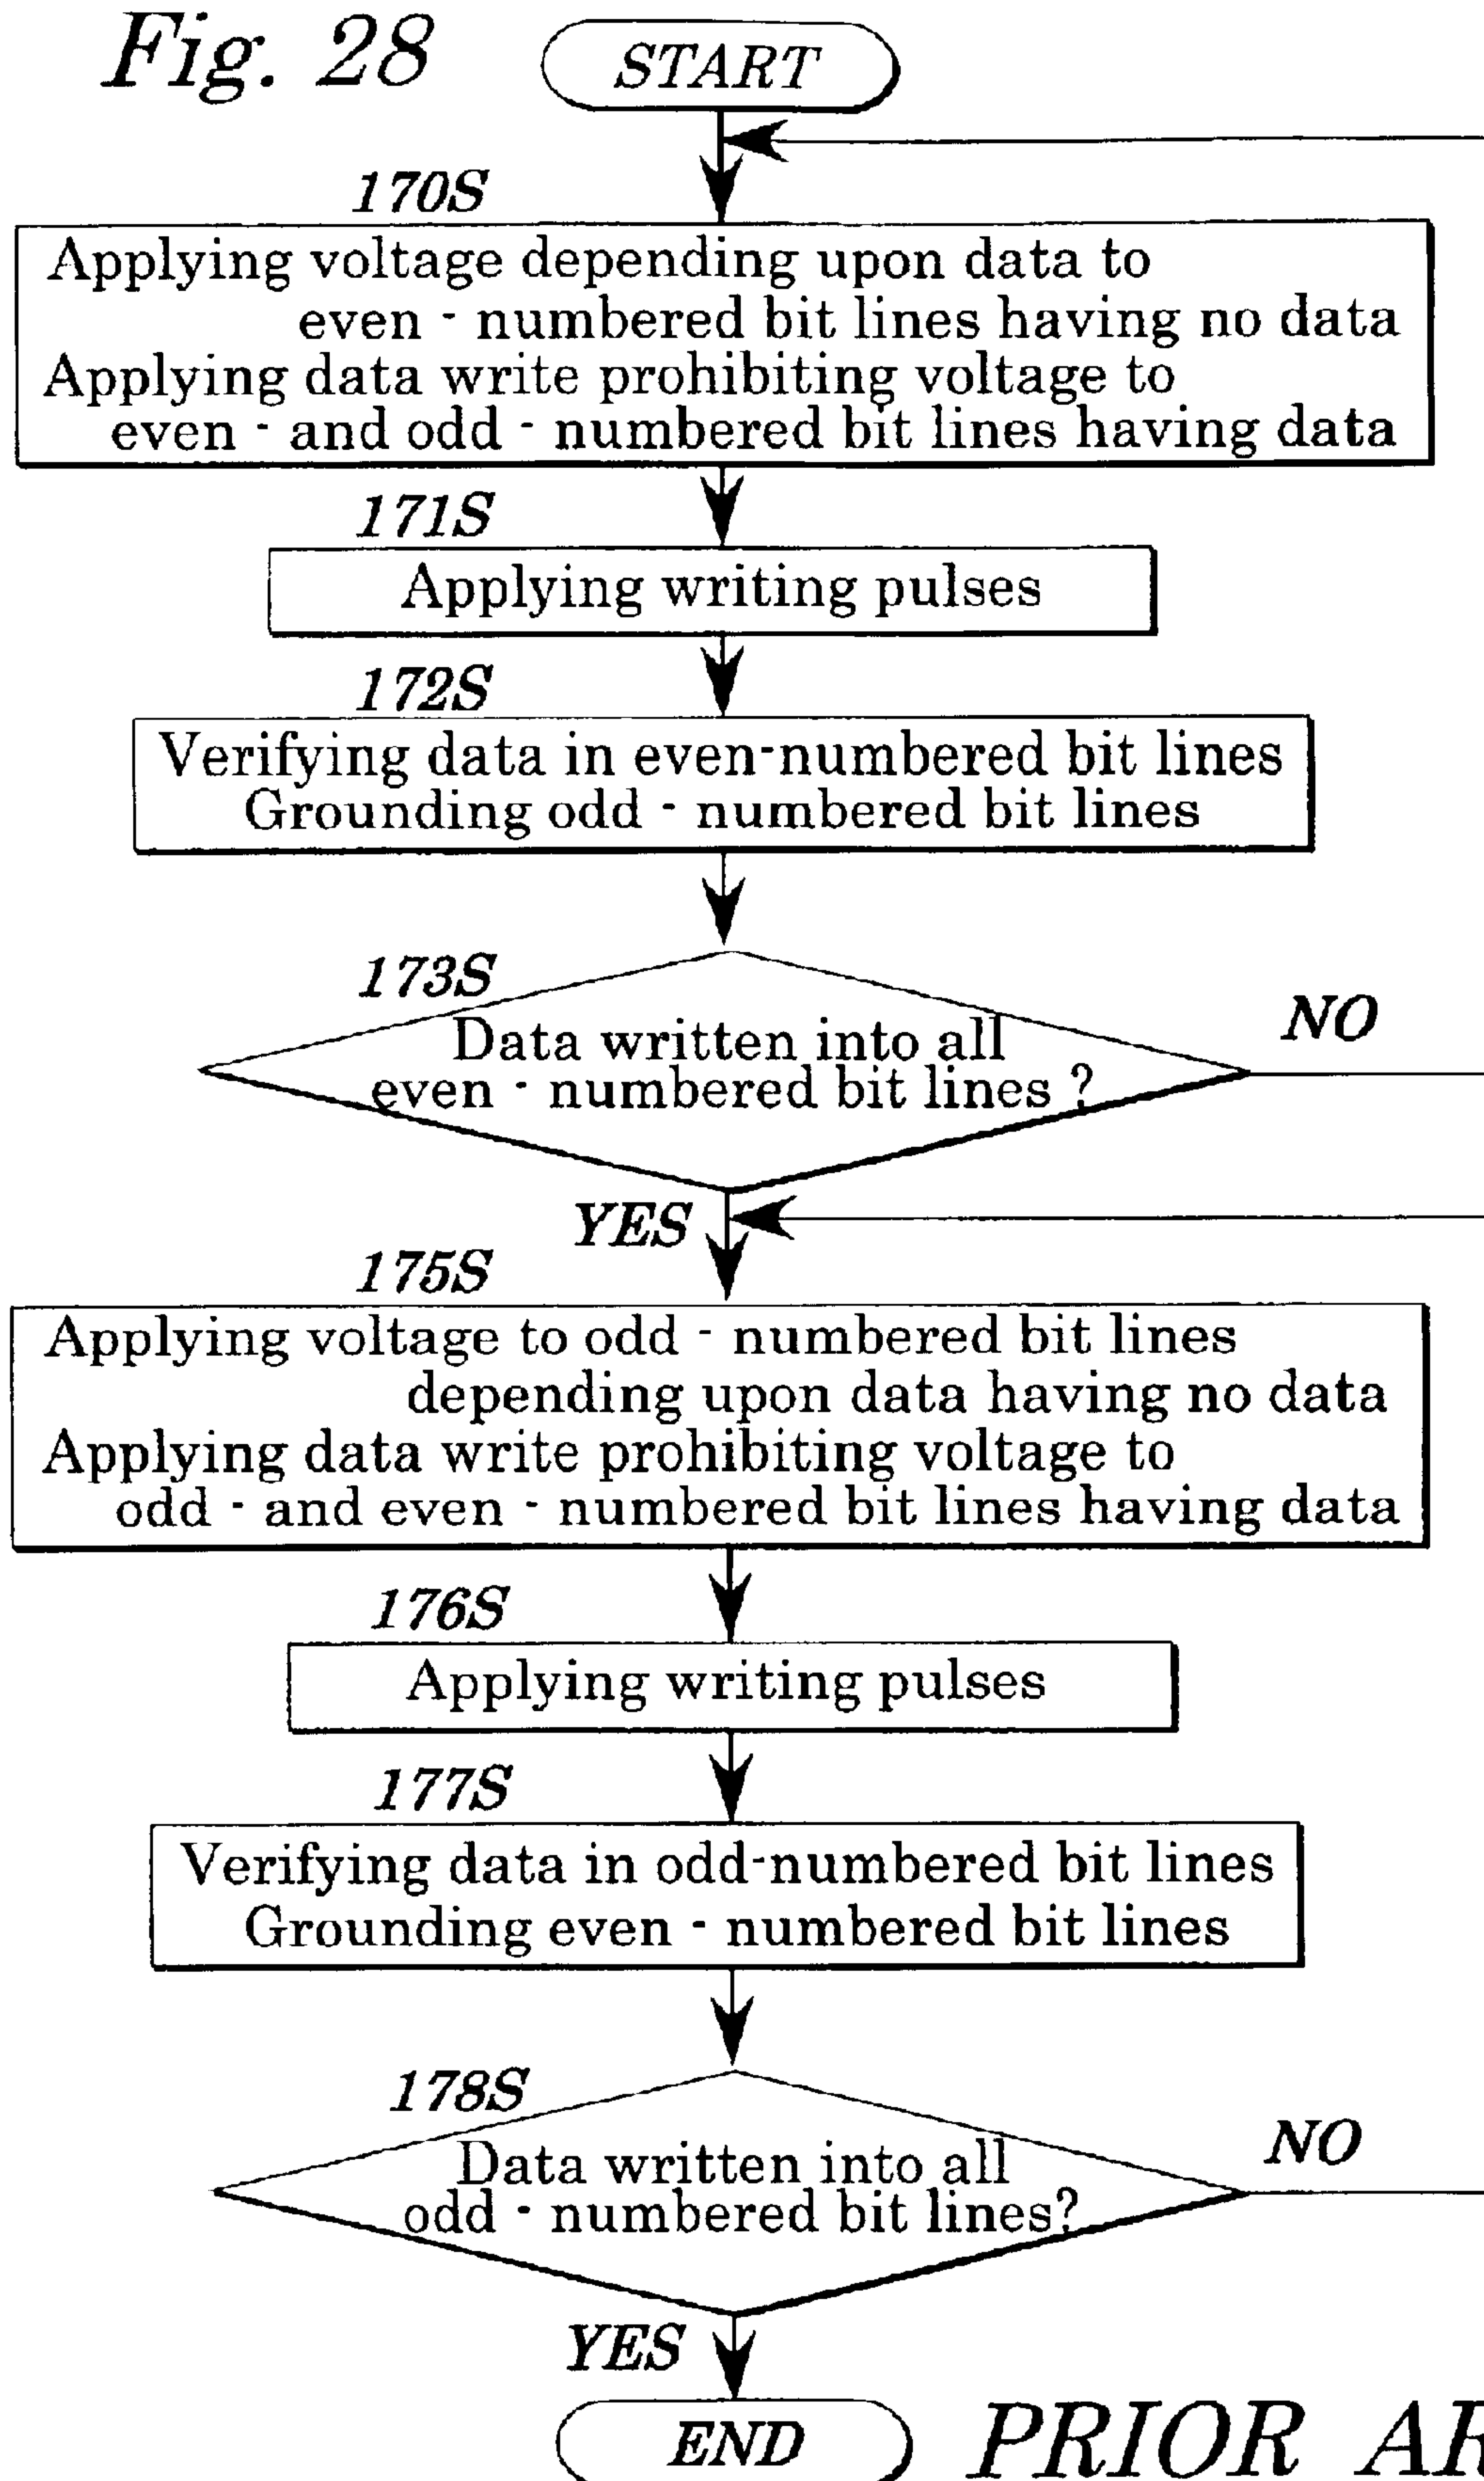 Fig. 28
START
170S
Applying voltage depending upon data to
even - numbered bit lines having no data
Applying data write prohibiting voltage to
even - and odd - numbered bit lines having data
171S
Applying writing pulses
172S
Verifying data in even-numbered bit lines
Grounding odd - numbered bit lines
173S
Data written into all
even - numbered bit lines ?
NO
YES
175S
Applying voltage to odd - numbered bit lines
depending upon data having no data
Applying data write prohibiting voltage to
odd - and even - numbered bit lines having data
176S
Applying writing pulses
177S
Verifying data in odd-numbered bit lines
Grounding even - numbered bit lines
178S
Data written into all
odd - numbered bit lines?
NO
YES
END
PRIOR AR